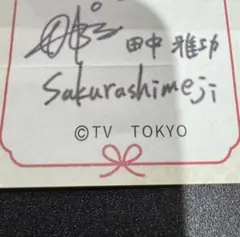 田中 雅功
Sakurashimeji
©TV TOKYO